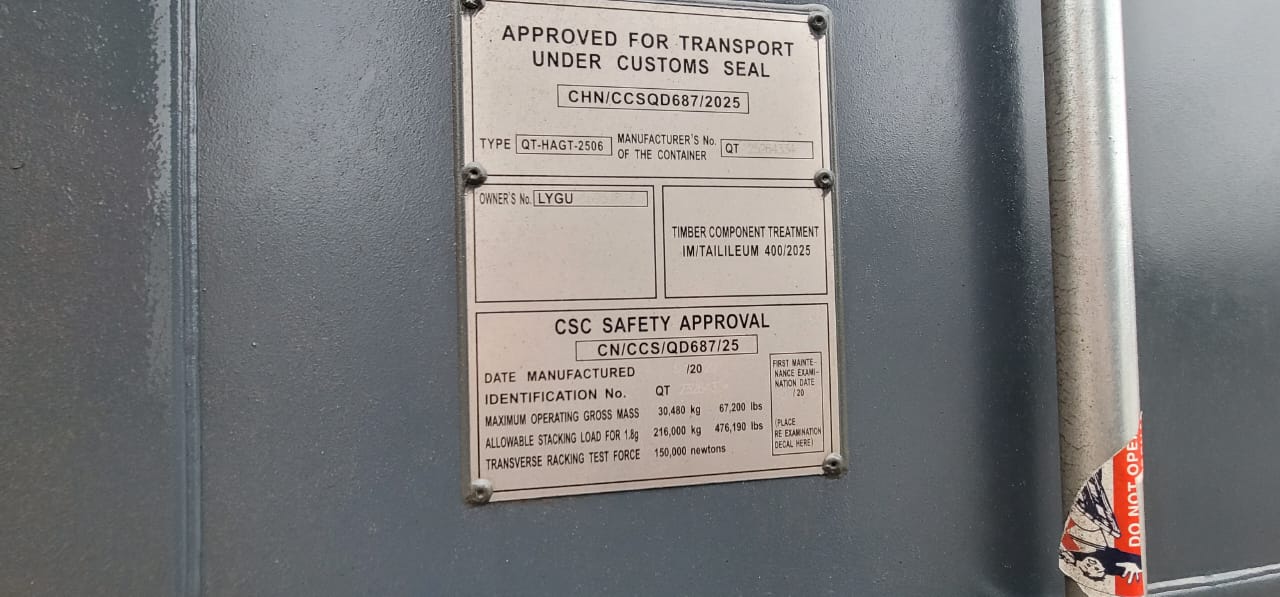 APPROVED FOR TRANSPORT
UNDER CUSTOMS SEAL
CHN/CCSQD687/2025
TYPE QT-HAGT-2506 MANUFACTURER'S No. OF THE CONTAINER QT
OWNER'S No. LYGU
TIMBER COMPONENT TREATMENT
IM/TAILILEUM 400/2025
CSC SAFETY APPROVAL
CN/CCS/QD687/25
DATE MANUFACTURED /20
IDENTIFICATION No. QT
MAXIMUM OPERATING GROSS MASS 30,480 kg 67,200 lbs
ALLOWABLE STACKING LOAD FOR 1.8g 216,000 kg 476,190 lbs
TRANSVERSE RACKING TEST FORCE 150,000 newtons
FIRST MAINTE-
NANCE EXAMI-
NATION DATE
/20
(PLACE
RE EXAMINATION
DECAL HERE)
DO NOT OPE